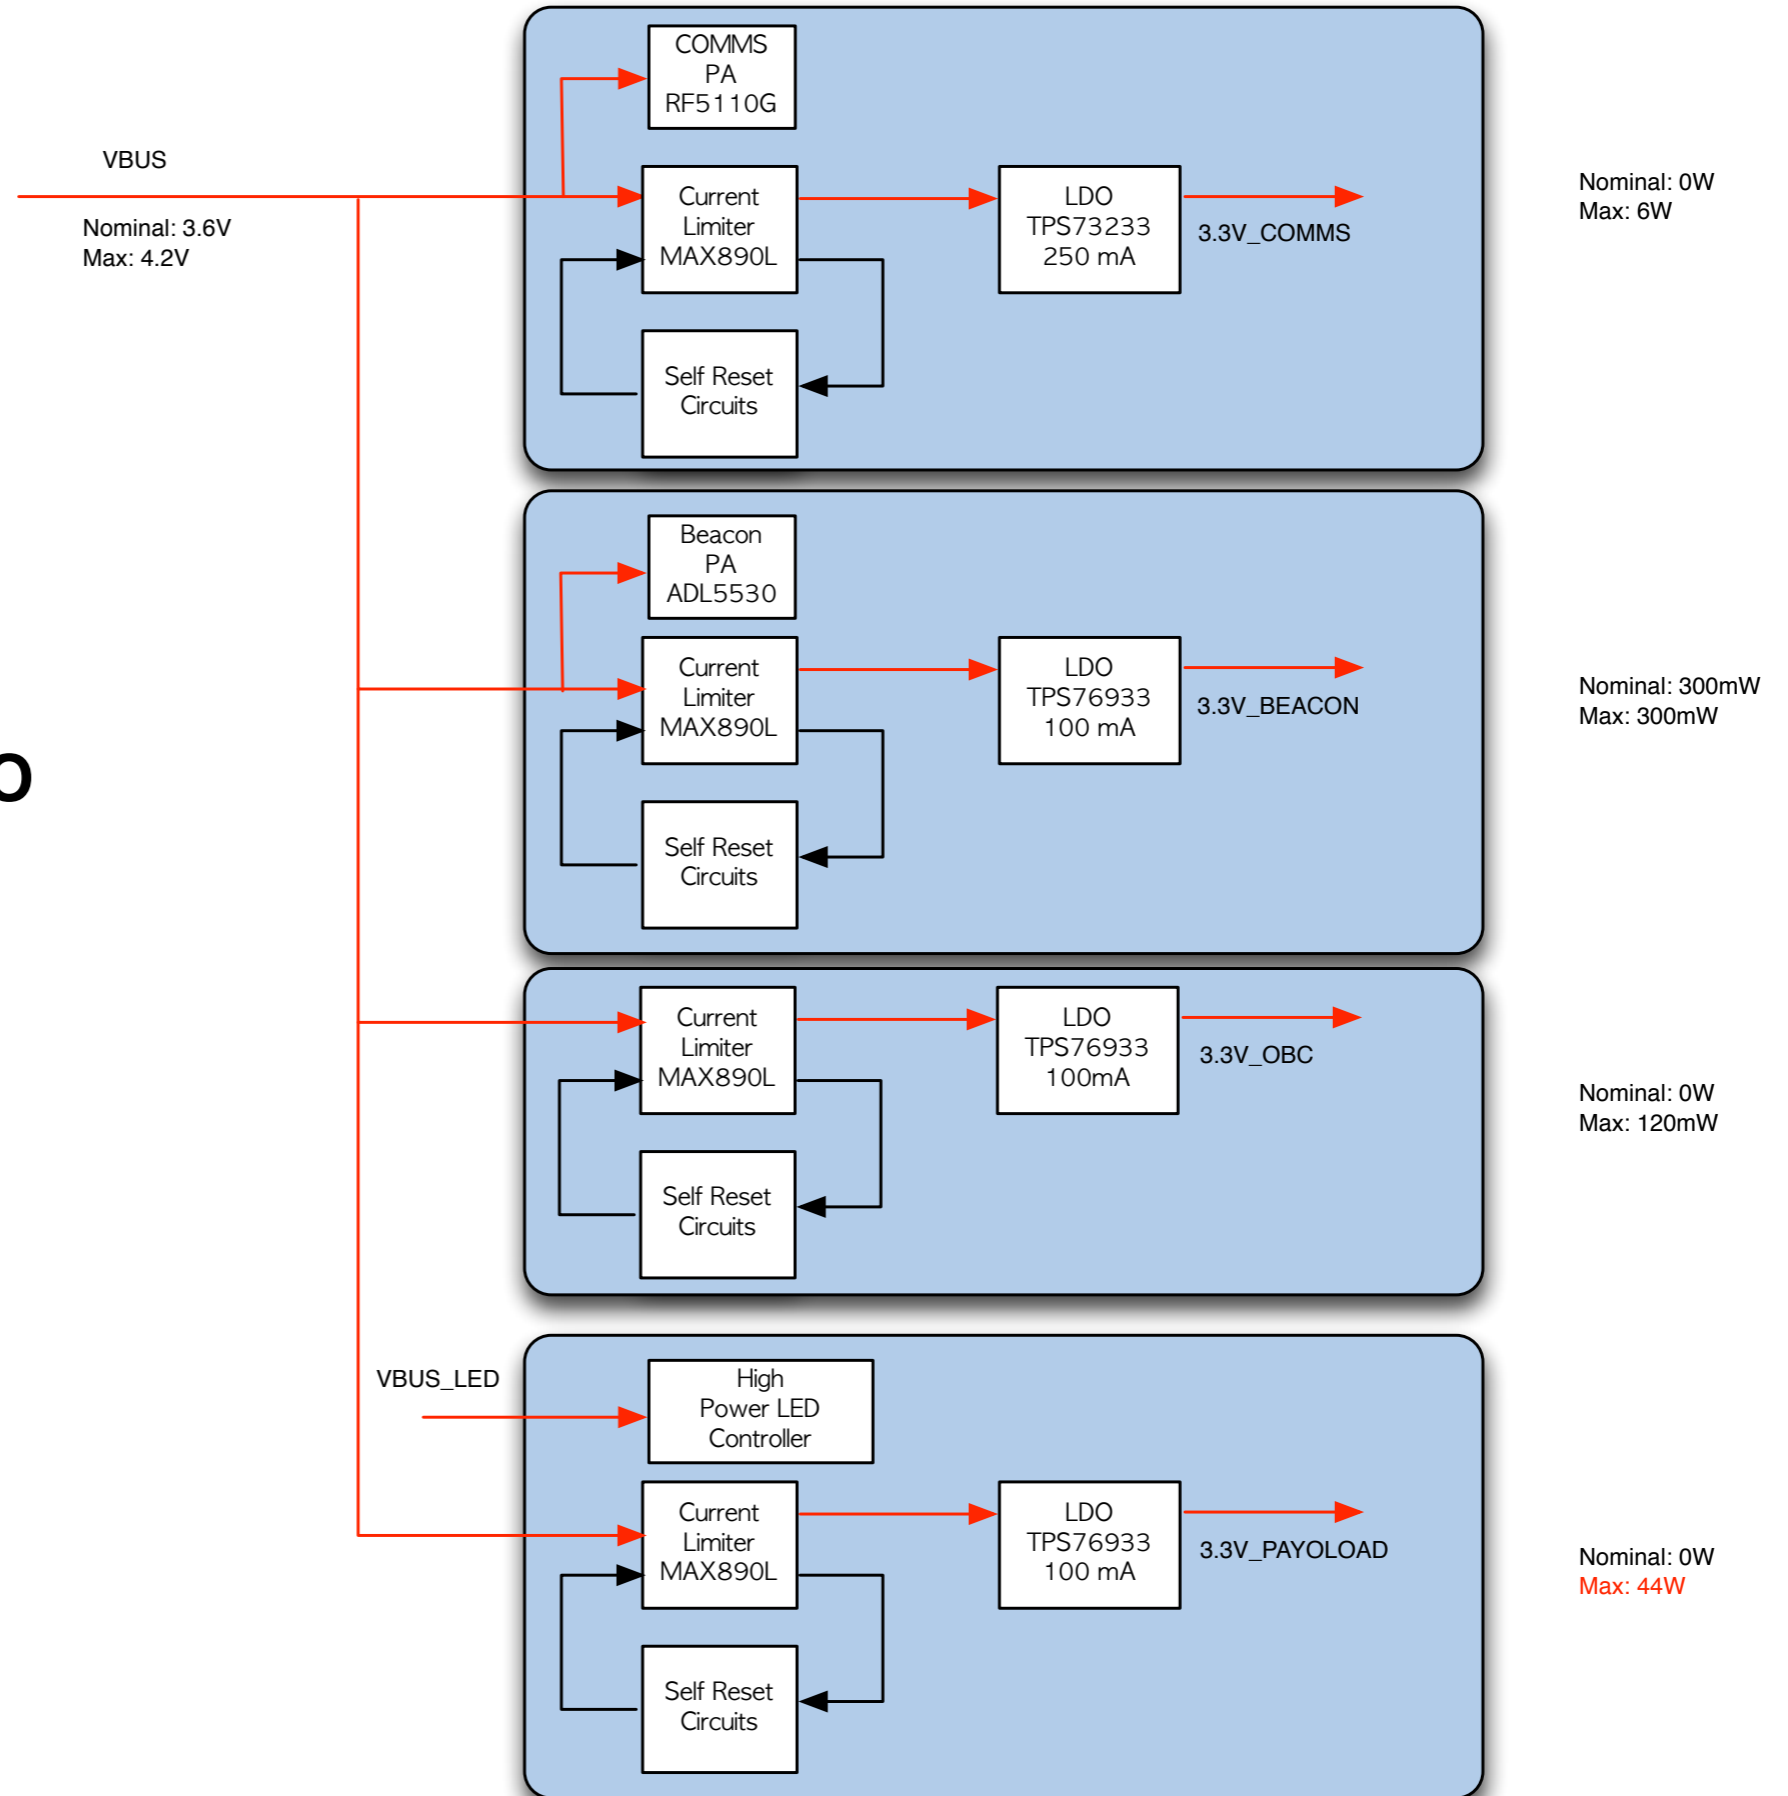 COMMS
PA
RF5110G
VBUS
Nominal: 3.6V
Max: 4.2V
Current
Limiter
MAX890L
LDO
TPS73233
250 mA
3.3V_COMMS
Nominal: 0W
Max: 6W
Self Reset
Circuits
Beacon
PA
ADL5530
Current
Limiter
MAX890L
LDO
TPS76933
100 mA
3.3V_BEACON
Nominal: 300mW
Max: 300mW
Self Reset
Circuits
Current
Limiter
MAX890L
LDO
TPS76933
100mA
3.3V_OBC
Nominal: 0W
Max: 120mW
Self Reset
Circuits
VBUS_LED
High
Power LED
Controller
Current
Limiter
MAX890L
LDO
TPS76933
100 mA
3.3V_PAYOLOAD
Nominal: 0W
Max: 44W
Self Reset
Circuits